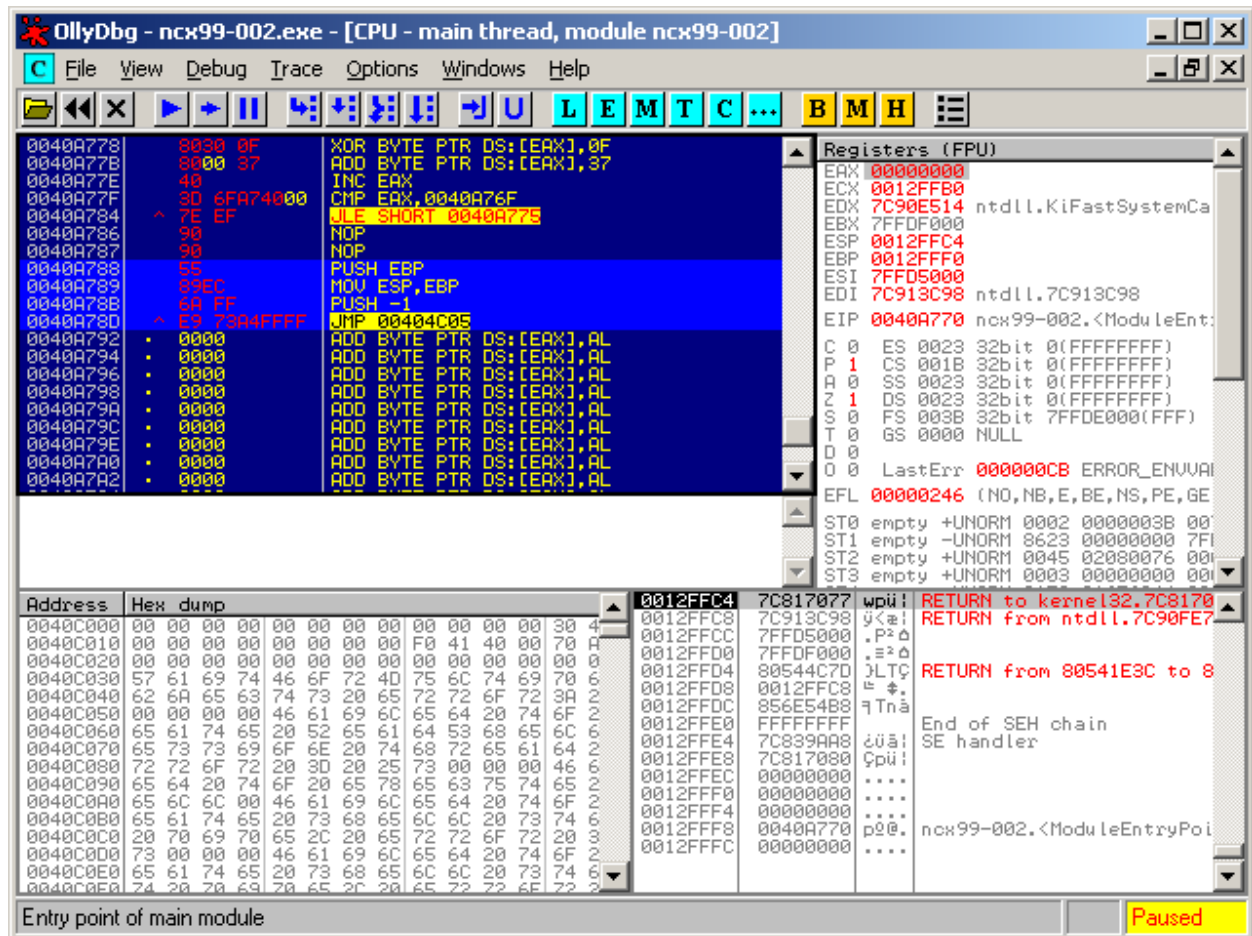 OllyDbg - ncx99-002.exe - [CPU - main thread, module ncx99-002]
C File View Debug Trace Options Windows Help
L E M T C ... B M H
0040A778 8030 0F XOR BYTE PTR DS:[EAX],0F
0040A77B 8000 37 ADD BYTE PTR DS:[EAX],37
0040A77E 40 INC EAX
0040A77F 3D 6FA74000 CMP EAX,0040A76F
0040A784 ^ 7E EF JLE SHORT 0040A775
0040A786 90 NOP
0040A787 90 NOP
0040A788 55 PUSH EBP
0040A789 89EC MOV ESP,EBP
0040A78B 6A FF PUSH -1
0040A78D ^ E9 73A4FFFF JMP 00404C05
0040A792 . 0000 ADD BYTE PTR DS:[EAX],AL
0040A794 . 0000 ADD BYTE PTR DS:[EAX],AL
0040A796 . 0000 ADD BYTE PTR DS:[EAX],AL
0040A798 . 0000 ADD BYTE PTR DS:[EAX],AL
0040A79A . 0000 ADD BYTE PTR DS:[EAX],AL
0040A79C . 0000 ADD BYTE PTR DS:[EAX],AL
0040A79E . 0000 ADD BYTE PTR DS:[EAX],AL
0040A7A0 . 0000 ADD BYTE PTR DS:[EAX],AL
0040A7A2 . 0000 ADD BYTE PTR DS:[EAX],AL
Registers (FPU)
EAX 00000000
ECX 0012FFB0
EDX 7C90E514 ntdll.KiFastSystemCa
EBX 7FFDF000
ESP 0012FFC4
EBP 0012FFF0
ESI 7FFD5000
EDI 7C913C98 ntdll.7C913C98
EIP 0040A770 ncx99-002.<ModuleEnt
C 0 ES 0023 32bit 0(FFFFFFFF)
P 1 CS 001B 32bit 0(FFFFFFFF)
A 0 SS 0023 32bit 0(FFFFFFFF)
Z 1 DS 0023 32bit 0(FFFFFFFF)
S 0 FS 003B 32bit 7FFDE000(FFF)
T 0 GS 0000 NULL
D 0
O 0 LastErr 000000CB ERROR_ENVVA
EFL 00000246 (NO,NB,E,BE,NS,PE,GE
ST0 empty +UNORM 0002 0000003B 00
ST1 empty -UNORM 8623 00000000 7F
ST2 empty +UNORM 0045 02080076 00
ST3 empty +UNORM 0003 00000000 00
Address Hex dump
0040C000 00 00 00 00 00 00 00 00 00 00 00 00 30 4
0040C010 00 00 00 00 00 00 00 00 F0 41 40 00 70 A
0040C020 00 00 00 00 00 00 00 00 00 00 00 00 00 0
0040C030 57 61 69 74 46 6F 72 4D 75 6C 74 69 70 6
0040C040 62 6A 65 63 74 73 20 65 72 72 6F 72 3A 2
0040C050 00 00 00 00 46 61 69 6C 65 64 20 74 6F 2
0040C060 65 61 74 65 20 52 65 61 64 53 68 65 6C 6
0040C070 65 73 73 69 6F 6E 20 74 68 72 65 61 64 2
0040C080 72 72 6F 72 20 3D 20 25 73 00 00 00 46 6
0040C090 65 64 20 74 6F 20 65 78 65 63 75 74 65 2
0040C0A0 65 6C 6C 00 46 61 69 6C 65 64 20 74 6F 2
0040C0B0 65 61 74 65 20 73 68 65 6C 6C 20 73 74 6
0040C0C0 20 70 69 70 65 2C 20 65 72 72 6F 72 20 3
0040C0D0 73 00 00 00 46 61 69 6C 65 64 20 74 6F 2
0040C0E0 65 61 74 65 20 73 68 65 6C 6C 20 73 74 6
0012FFC4 7C817077 wpü¦ RETURN to kernel32.7C8170
0012FFC8 7C913C98 ÿ<æ¦ RETURN from ntdll.7C90FE7
0012FFCC 7FFD5000 .P²⌂
0012FFD0 7FFDF000 .≡²⌂
0012FFD4 80544C7D }LTÇ RETURN from 80541E3C to 8
0012FFD8 0012FFC8
0012FFDC 856E54B8 ╕Tnà
0012FFE0 FFFFFFFF End of SEH chain
0012FFE4 7C839AA8 ¿Üâ¦ SE handler
0012FFE8 7C817080 Çpü¦
0012FFEC 00000000 ....
0012FFF0 00000000 ....
0012FFF4 00000000 ....
0012FFF8 0040A770 pº@. ncx99-002.<ModuleEntryPoi
0012FFFC 00000000 ....
Entry point of main module
Paused